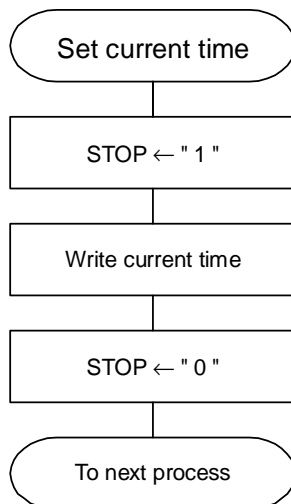 Set current time
STOP ← " 1 "
Write current time
STOP ← " 0 "
To next process